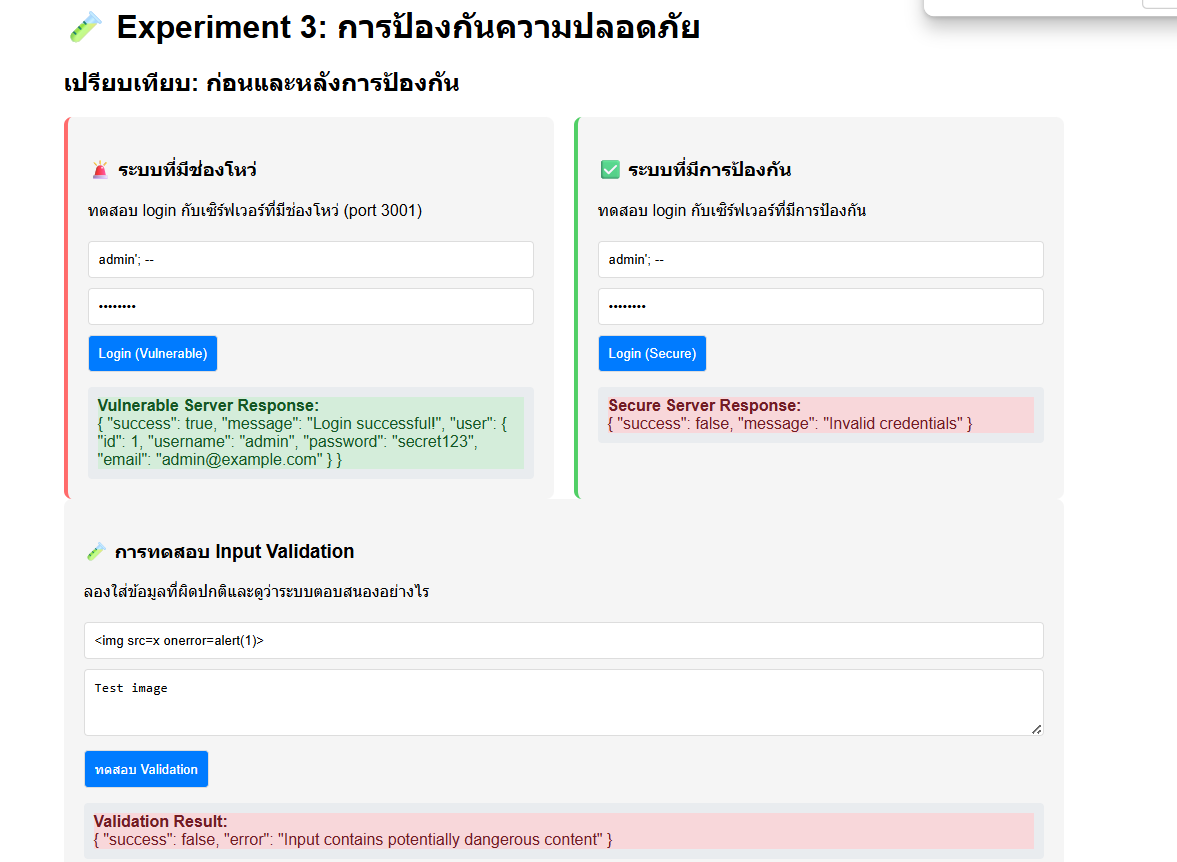 Experiment 3: การป้องกันความปลอดภัย
เปรียบเทียบ: ก่อนและหลังการป้องกัน
ระบบที่มีช่องโหว่
ทดสอบ login กับเซิร์ฟเวอร์ที่มีช่องโหว่ (port 3001)
admin'; --
••••••••
Login (Vulnerable)
Vulnerable Server Response:
{ "success": true, "message": "Login successful!", "user": {
"id": 1, "username": "admin", "password": "secret123",
"email": "admin@example.com" } }
ระบบที่มีการป้องกัน
ทดสอบ login กับเซิร์ฟเวอร์ที่มีการป้องกัน
admin'; --
••••••••
Login (Secure)
Secure Server Response:
{ "success": false, "message": "Invalid credentials" }
การทดสอบ Input Validation
ลองใส่ข้อมูลที่ผิดปกติและดูว่าระบบตอบสนองอย่างไร
<img src=x onerror=alert(1)>
Test image
ทดสอบ Validation
Validation Result:
{ "success": false, "error": "Input contains potentially dangerous content" }